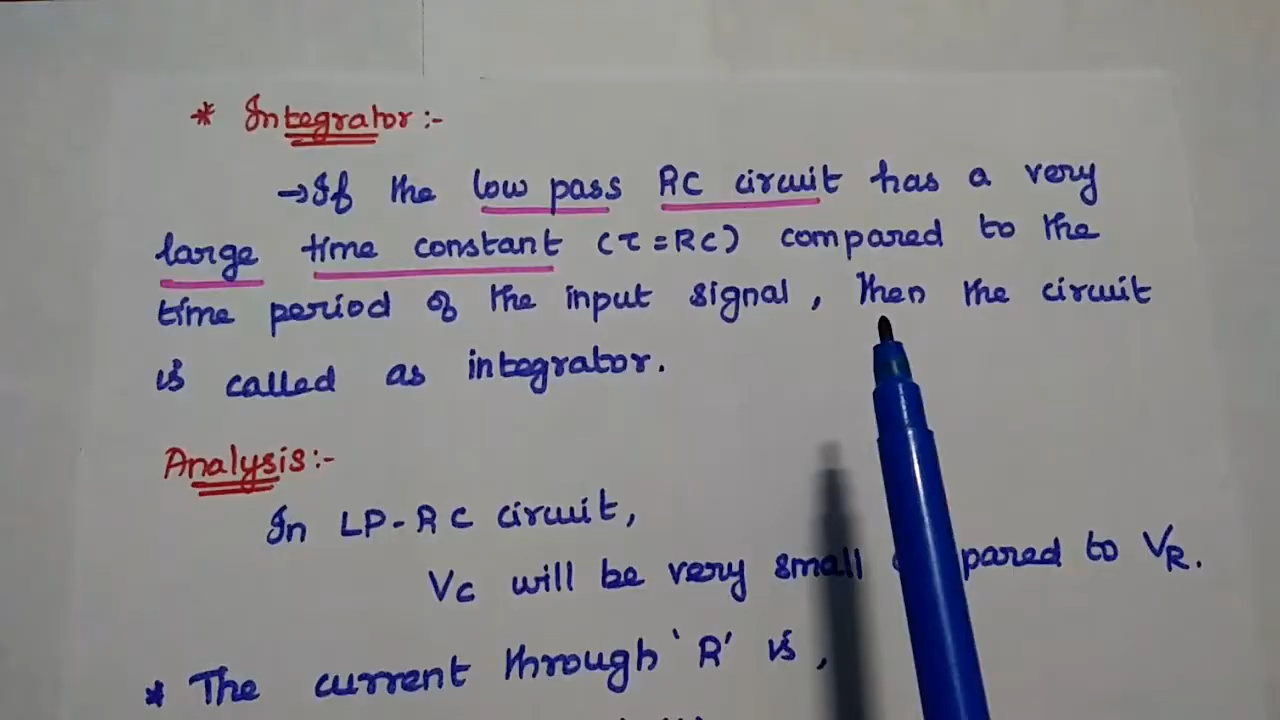 * Integrator:-
→If the low pass RC circuit has a very
large time constant (τ=RC) compared to the
time period of the input signal, then the circuit
is called as integrator.
Analysis:-
In LP-RC circuit,
Vc will be very small compared to VR.
* The current through 'R' is,